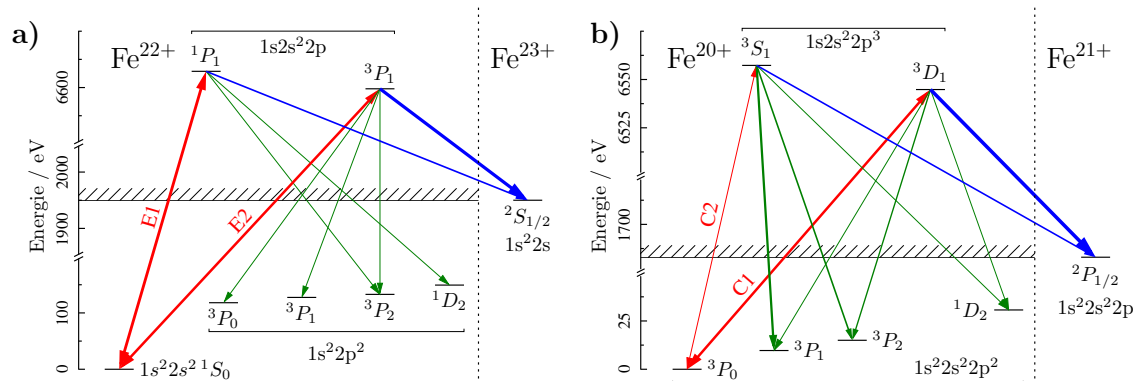 a)
Fe22+
1s2s²2p
Fe23+
¹P₁
³P₁
Energie / eV
6600
2000
1900
100
0
E1
E2
²S₁/₂
1s²2s
³P₀
³P₁
³P₂
¹D₂
1s²2p²
1s²2s² ¹S₀
b)
Fe20+
1s2s²2p³
Fe21+
³S₁
³D₁
Energie / eV
6550
6525
1700
25
0
C2
C1
²P₁/₂
1s²2s²2p
¹D₂
³P₁
³P₂
1s²2s²2p²
³P₀